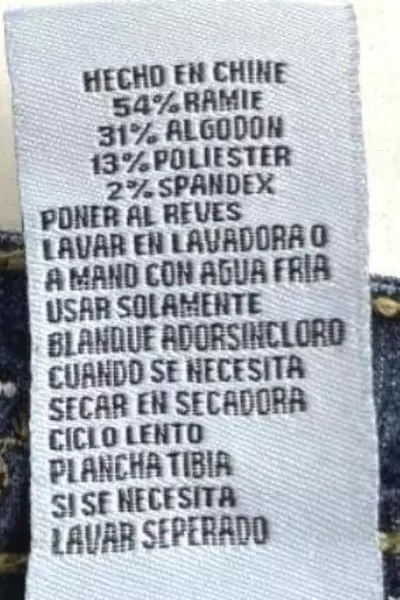 HECHO EN CHINE
54% RAMIE
31% ALGODON
13% POLIESTER
2% SPANDEX
PONER AL REVES
LAVAR EN LAVADORA O
A MANO CON AGUA FRIA
USAR SOLAMENTE
BLANQUE ADORSINCLORO
CUANDO SE NECESITA
SECAR EN SECADORA
CICLO LENTO
PLANCHA TIBIA
SI SE NECESITA
LAVAR SEPERADO